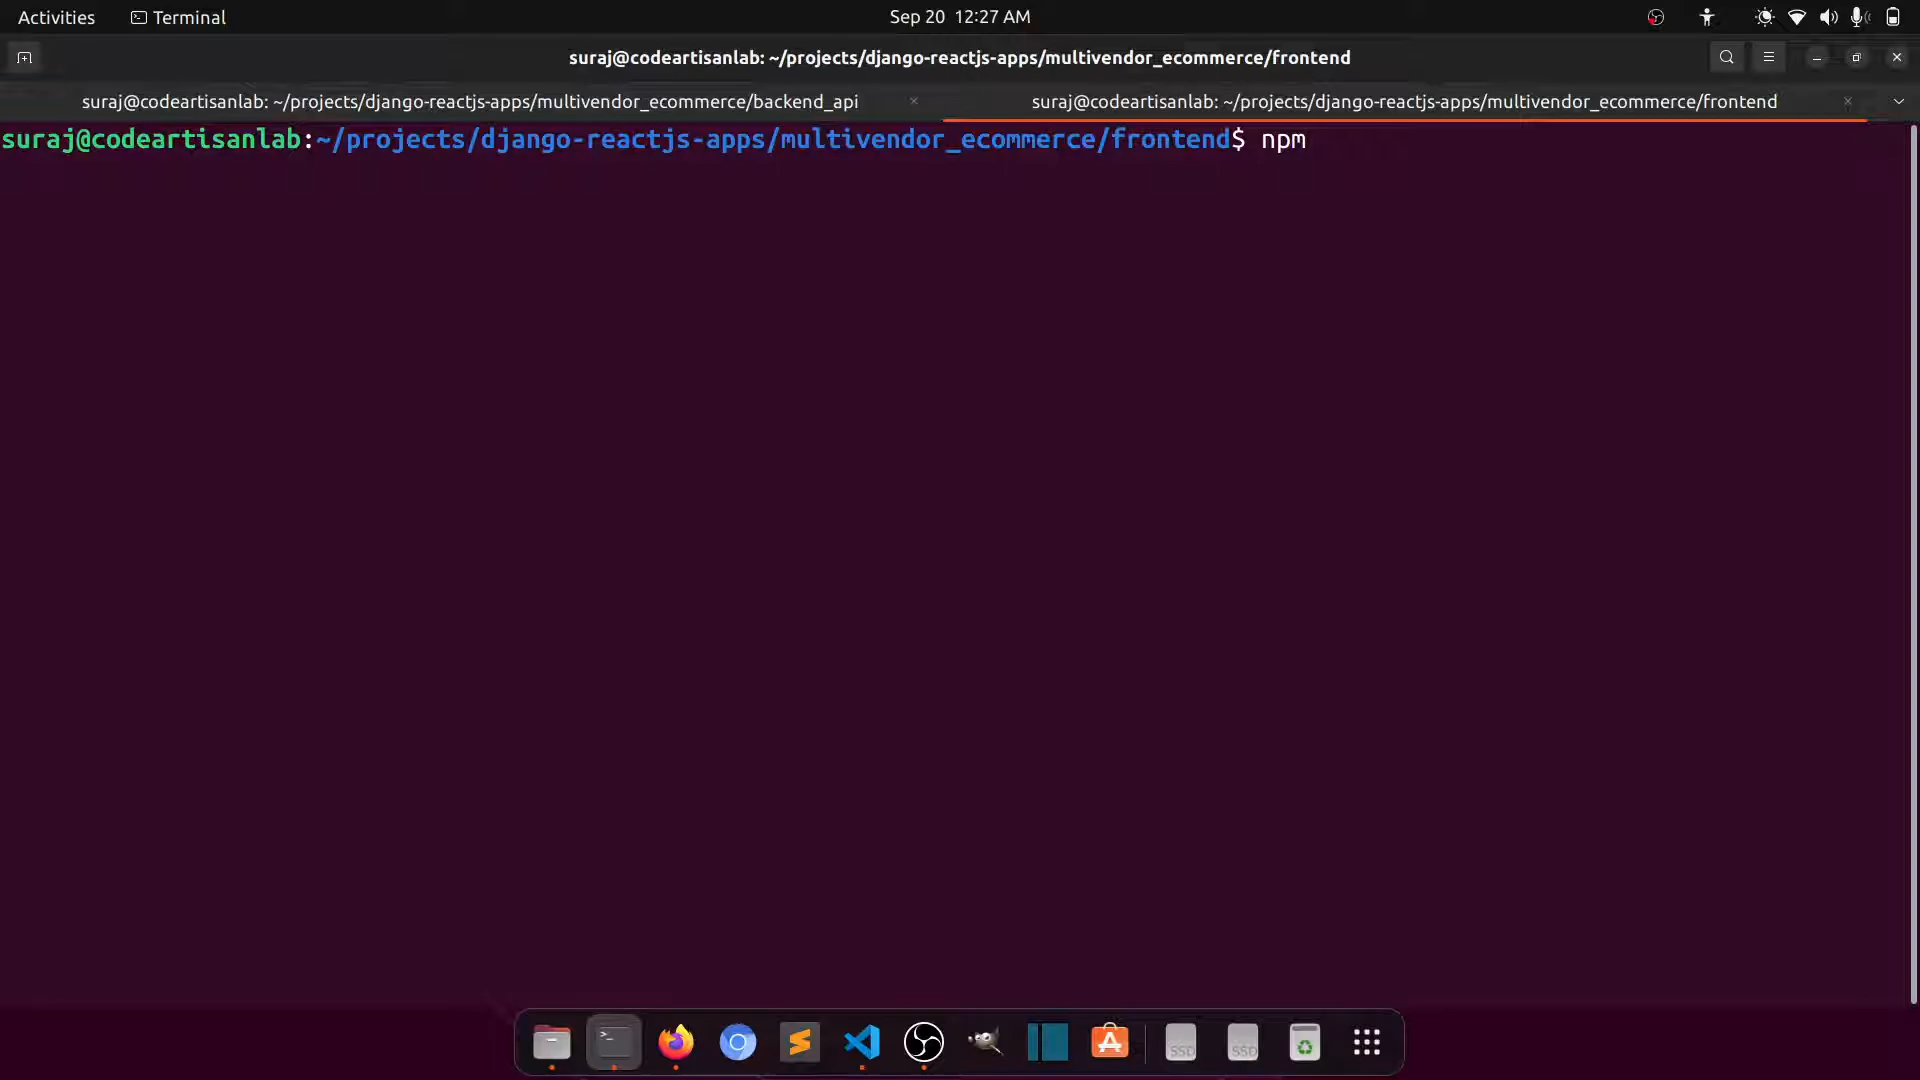 Activities Terminal Sep 20 12:27 AM
suraj@codeartisanlab: ~/projects/django-reactjs-apps/multivendor_ecommerce/frontend
suraj@codeartisanlab: ~/projects/django-reactjs-apps/multivendor_ecommerce/backend_api suraj@codeartisanlab: ~/projects/django-reactjs-apps/multivendor_ecommerce/frontend
suraj@codeartisanlab:~/projects/django-reactjs-apps/multivendor_ecommerce/frontend$ npm
SSD SSD